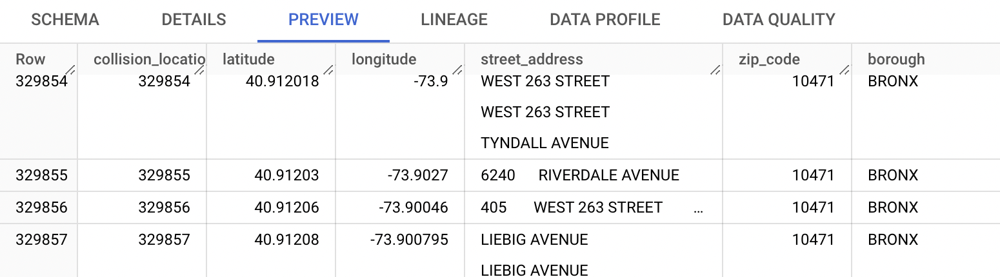 SCHEMA DETAILS PREVIEW LINEAGE DATA PROFILE DATA QUALITY
Row collision_locatio latitude longitude street_address zip_code borough
329854 329854 40.912018 -73.9 WEST 263 STREET 10471 BRONX
WEST 263 STREET
TYNDALL AVENUE
329855 329855 40.91203 -73.9027 6240 RIVERDALE AVENUE 10471 BRONX
329856 329856 40.91206 -73.90046 405 WEST 263 STREET ... 10471 BRONX
329857 329857 40.91208 -73.900795 LIEBIG AVENUE 10471 BRONX
LIEBIG AVENUE